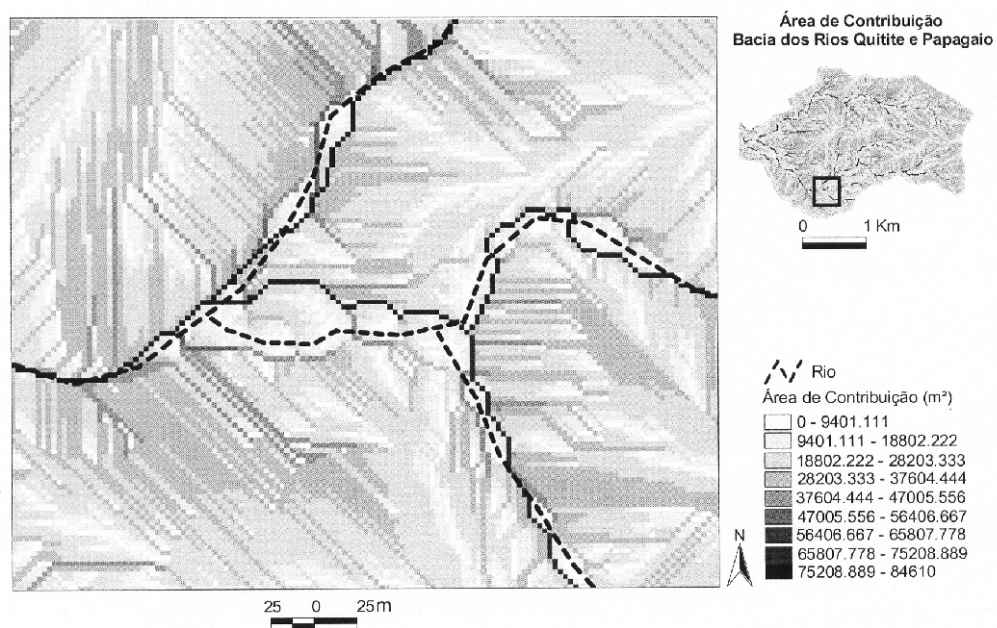 Área de Contribuição
Bacia dos Rios Quitite e Papagaio
0 1 Km
Rio
Área de Contribuição (m²)
0 - 9401.111
9401.111 - 18802.222
18802.222 - 28203.333
28203.333 - 37604.444
37604.444 - 47005.556
47005.556 - 56406.667
56406.667 - 65807.778
65807.778 - 75208.889
75208.889 - 84610
N
25 0 25m